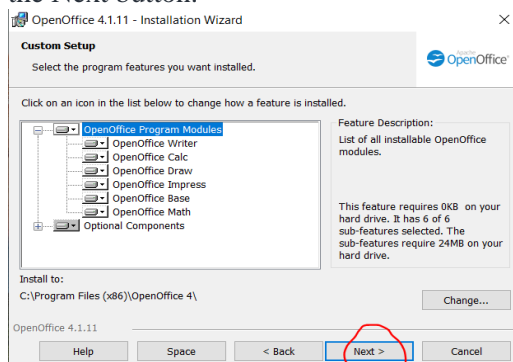 the Next button.
OpenOffice 4.1.11 - Installation Wizard
Custom Setup
Select the program features you want installed.
Apache
OpenOffice
Click on an icon in the list below to change how a feature is installed.
OpenOffice Program Modules
OpenOffice Writer
OpenOffice Calc
OpenOffice Draw
OpenOffice Impress
OpenOffice Base
OpenOffice Math
Optional Components
Feature Description:
List of all installable OpenOffice
modules.
This feature requires 0KB on your
hard drive. It has 6 of 6
sub-features selected. The
sub-features require 24MB on your
hard drive.
Install to:
C:\Program Files (x86)\OpenOffice 4\
Change...
OpenOffice 4.1.11
Help
Space
< Back
Next >
Cancel